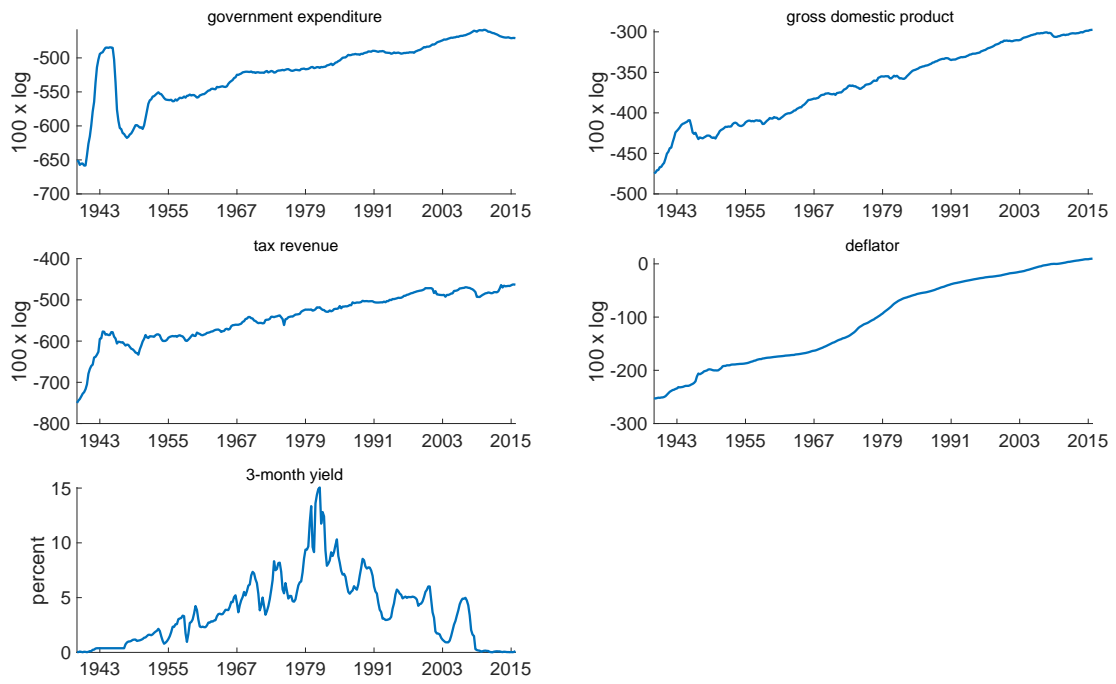 government expenditure
100 x log
-500
-550
-600
-650
-700
1943 1955 1967 1979 1991 2003 2015
gross domestic product
100 x log
-300
-350
-400
-450
-500
1943 1955 1967 1979 1991 2003 2015
tax revenue
100 x log
-400
-500
-600
-700
-800
1943 1955 1967 1979 1991 2003 2015
deflator
100 x log
0
-100
-200
-300
1943 1955 1967 1979 1991 2003 2015
3-month yield
percent
15
10
5
0
1943 1955 1967 1979 1991 2003 2015